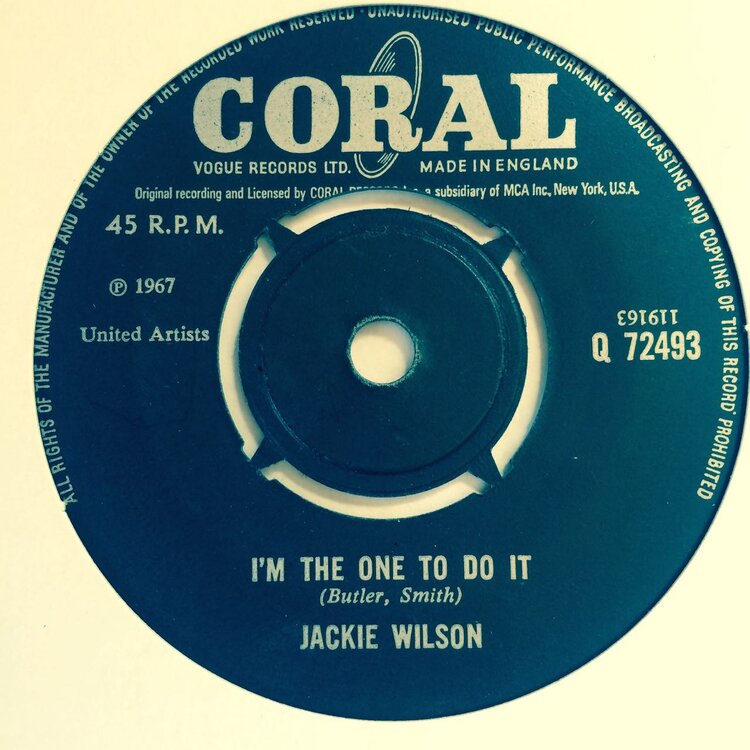 ALL RIGHTS OF THE MANUFACTURER AND OF THE OWNER OF THE RECORDED WORK RESERVED · UNAUTHORISED PUBLIC PERFORMANCE BROADCASTING AND COPYING OF THIS RECORD PROHIBITED
CORAL
VOGUE RECORDS LTD. MADE IN ENGLAND
Original recording and Licensed by CORAL a subsidiary of MCA Inc., New York, U.S.A.
45 R.P.M.
℗ 1967
United Artists
119163
Q 72493
I'M THE ONE TO DO IT
(Butler, Smith)
JACKIE WILSON